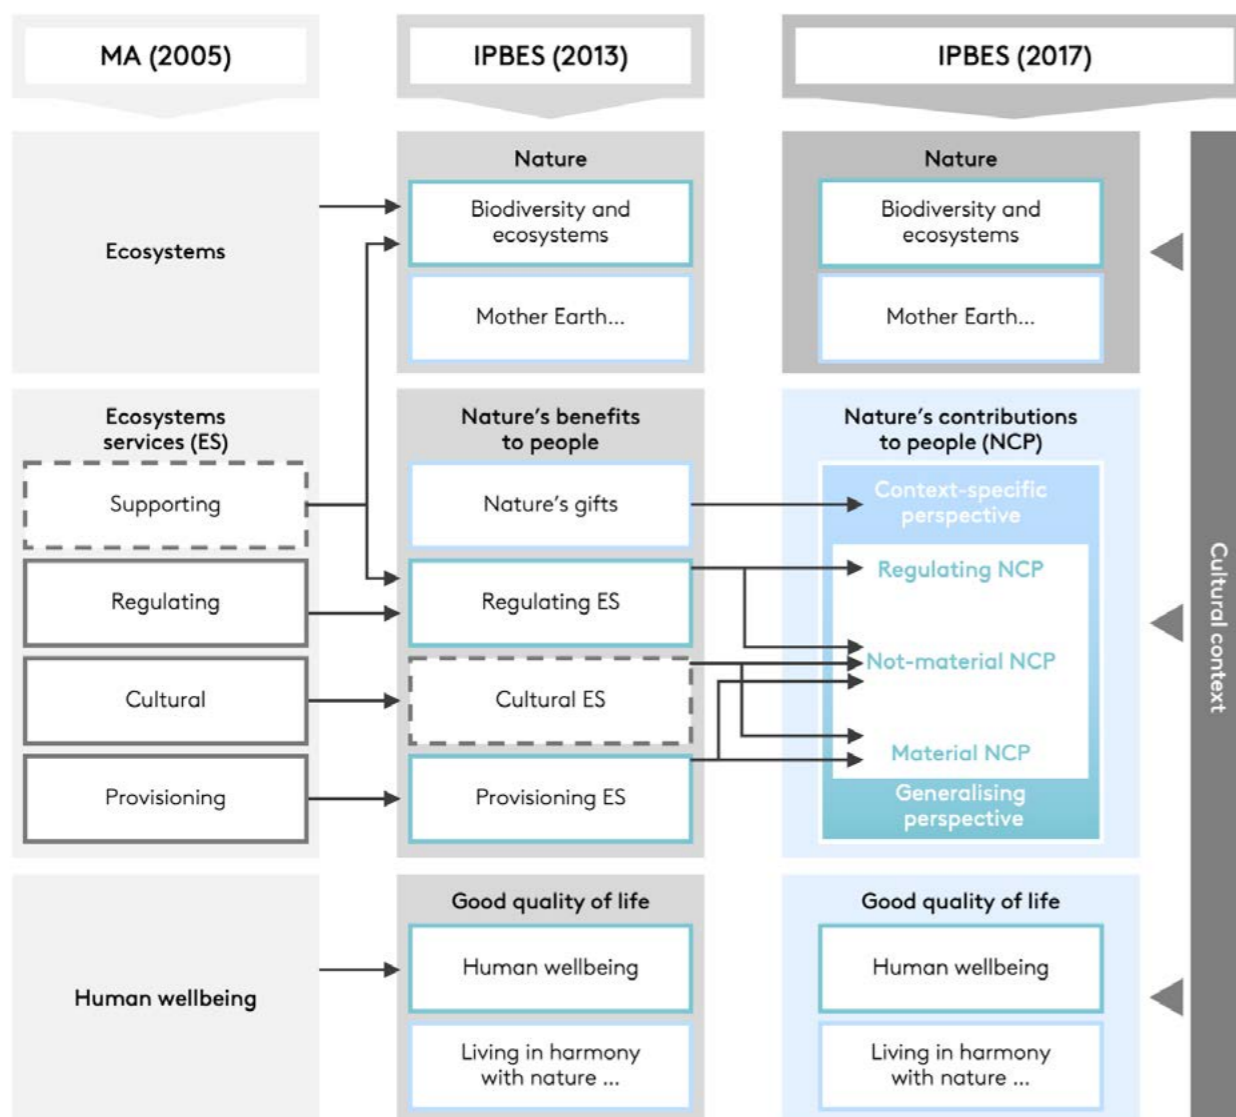 MA (2005)
IPBES (2013)
IPBES (2017)
Ecosystems
Nature
Biodiversity and
ecosystems
Mother Earth...
Nature
Biodiversity and
ecosystems
Mother Earth...
Ecosystems
services (ES)
Supporting
Regulating
Cultural
Provisioning
Nature's benefits
to people
Nature's gifts
Regulating ES
Cultural ES
Provisioning ES
Nature's contributions
to people (NCP)
Context-specific
perspective
Regulating NCP
Not-material NCP
Material NCP
Generalising
perspective
Human wellbeing
Good quality of life
Human wellbeing
Living in harmony
with nature ...
Good quality of life
Human wellbeing
Living in harmony
with nature ...
Cultural context